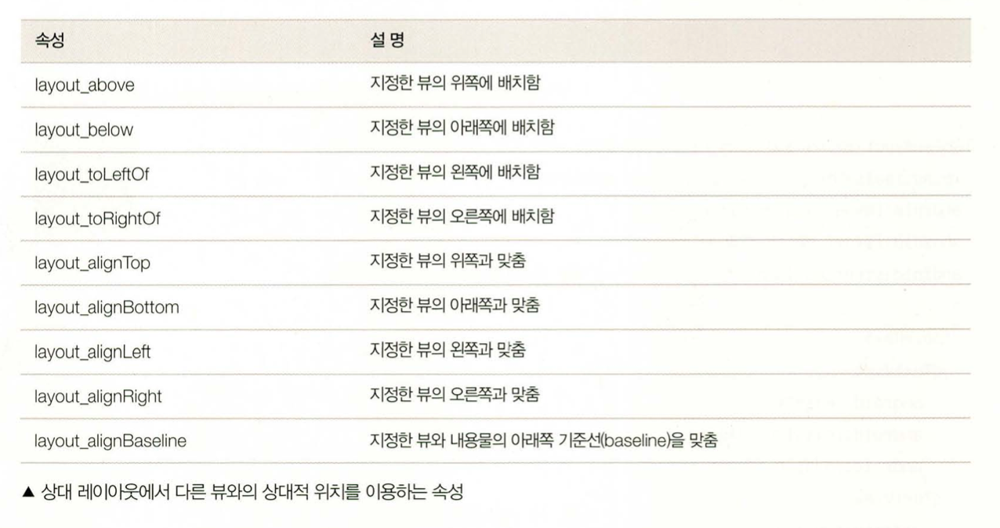 속성 설 명
layout_above 지정한 뷰의 위쪽에 배치함
layout_below 지정한 뷰의 아래쪽에 배치함
layout_toLeftOf 지정한 뷰의 왼쪽에 배치함
layout_toRightOf 지정한 뷰의 오른쪽에 배치함
layout_alignTop 지정한 뷰의 위쪽과 맞춤
layout_alignBottom 지정한 뷰의 아래쪽과 맞춤
layout_alignLeft 지정한 뷰의 왼쪽과 맞춤
layout_alignRight 지정한 뷰의 오른쪽과 맞춤
layout_alignBaseline 지정한 뷰와 내용물의 아래쪽 기준선(baseline)을 맞춤
▲ 상대 레이아웃에서 다른 뷰와의 상대적 위치를 이용하는 속성